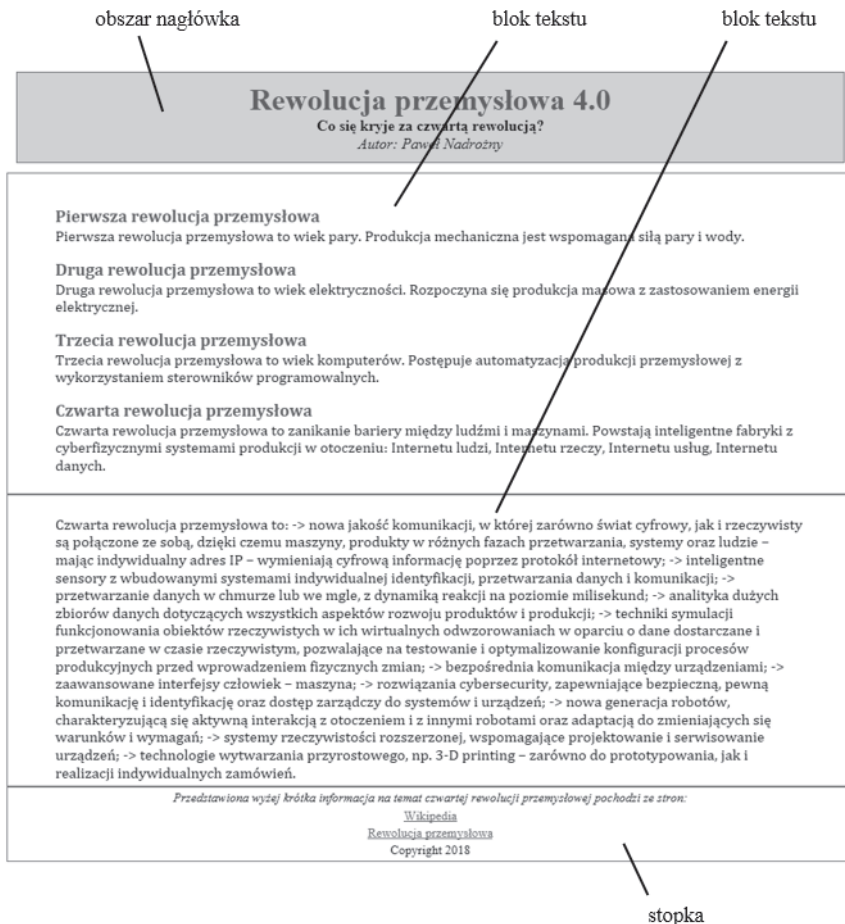 obszar nagłówka
blok tekstu
blok tekstu
Rewolucja przemysłowa 4.0
Co się kryje za czwartą rewolucją?
Autor: Paweł Nadrożny
Pierwsza rewolucja przemysłowa
Pierwsza rewolucja przemysłowa to wiek pary. Produkcja mechaniczna jest wspomagana siłą pary i wody.
Druga rewolucja przemysłowa
Druga rewolucja przemysłowa to wiek elektryczności. Rozpoczyna się produkcja masowa z zastosowaniem energii
elektrycznej.
Trzecia rewolucja przemysłowa
Trzecia rewolucja przemysłowa to wiek komputerów. Postępuje automatyzacja produkcji przemysłowej z
wykorzystaniem sterowników programowalnych.
Czwarta rewolucja przemysłowa
Czwarta rewolucja przemysłowa to zanikanie bariery między ludźmi i maszynami. Powstają inteligentne fabryki z
cyberfizycznymi systemami produkcji w otoczeniu: Internetu ludzi, Internetu rzeczy, Internetu usług, Internetu
danych.
Czwarta rewolucja przemysłowa to: -> nowa jakość komunikacji, w której zarówno świat cyfrowy, jak i rzeczywisty
są połączone ze sobą, dzięki czemu maszyny, produkty w różnych fazach przetwarzania, systemy oraz ludzie –
mając indywidualny adres IP – wymieniają cyfrową informację poprzez protokół internetowy; -> inteligentne
sensory z wbudowanymi systemami indywidualnej identyfikacji, przetwarzania danych i komunikacji; ->
przetwarzanie danych w chmurze lub we mgle, z dynamiką reakcji na poziomie milisekund; -> analityka dużych
zbiorów danych dotyczących wszystkich aspektów rozwoju produktów i produkcji; -> techniki symulacji
funkcjonowania obiektów rzeczywistych w ich wirtualnych odwzorowaniach w oparciu o dane dostarczane i
przetwarzane w czasie rzeczywistym, pozwalające na testowanie i optymalizowanie konfiguracji procesów
produkcyjnych przed wprowadzeniem fizycznych zmian; -> bezpośrednia komunikacja między urządzeniami; ->
zaawansowane interfejsy człowiek – maszyna; -> rozwiązania cybersecurity, zapewniające bezpieczną, pewną
komunikację i identyfikację oraz dostęp zarządczy do systemów i urządzeń; -> nowa generacja robotów,
charakteryzującą się aktywną interakcją z otoczeniem i z innymi robotami oraz adaptacją do zmieniających się
warunków i wymagań; -> systemy rzeczywistości rozszerzonej, wspomagające projektowanie i serwisowanie
urządzeń; -> technologie wytwarzania przyrostowego, np. 3-D printing – zarówno do prototypowania, jak i
realizacji indywidualnych zamówień.
Przedstawiona wyżej krótka informacja na temat czwartej rewolucji przemysłowej pochodzi ze stron:
Wikipedia
Rewolucja przemysłowa
Copyright 2018
stopka